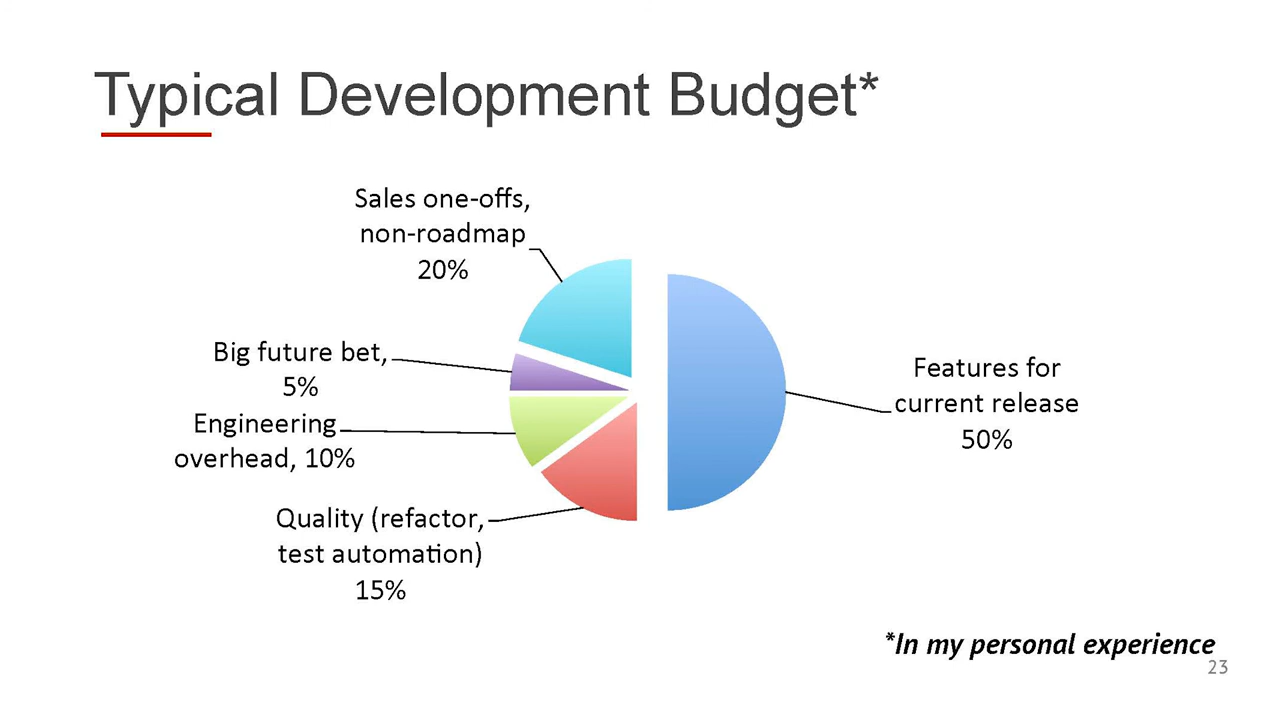 Typical Development Budget*
Sales one-offs,
non-roadmap
20%
Big future bet,
5%
Engineering
overhead, 10%
Quality (refactor,
test automation)
15%
Features for
current release
50%
*In my personal experience
23